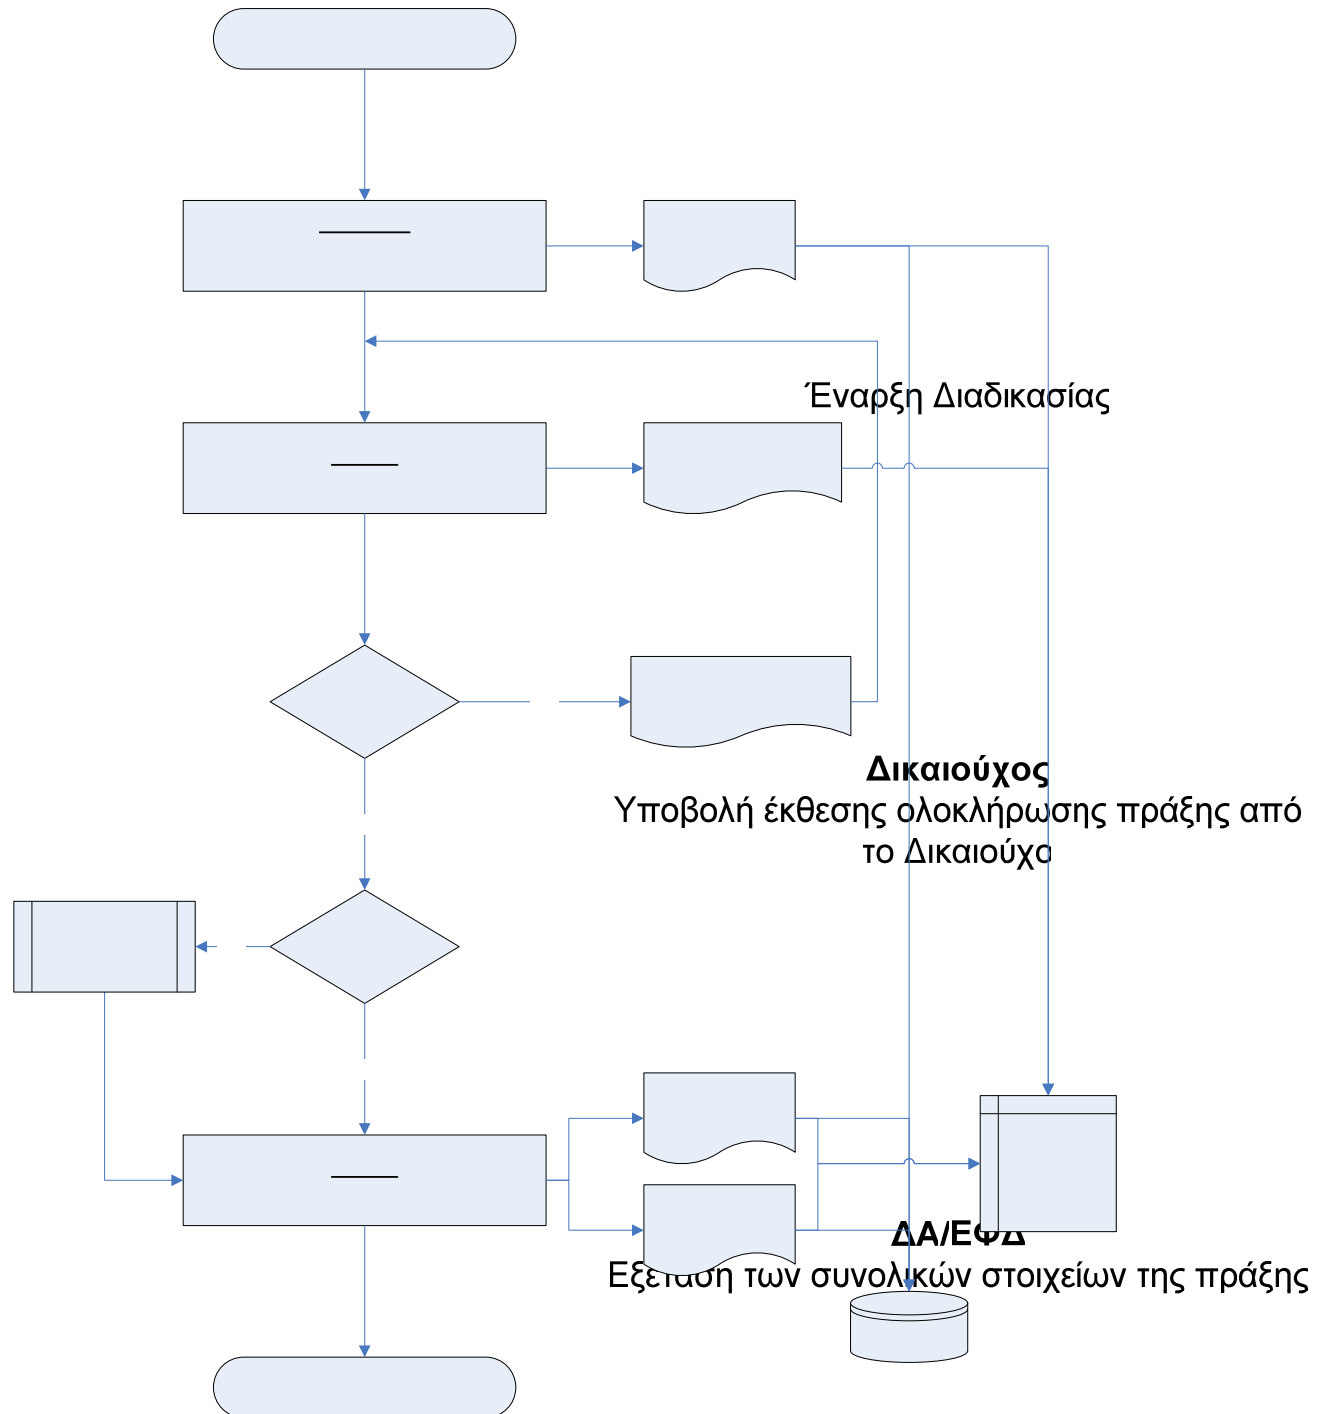 Έναρξη Διαδικασίας
Δικαιούχος
Υποβολή έκθεσης ολοκλήρωσης πράξης από
το Δικαιούχο
ΔΑ/ΕΦΔ
Εξέταση των συνολικών στοιχείων της πράξης